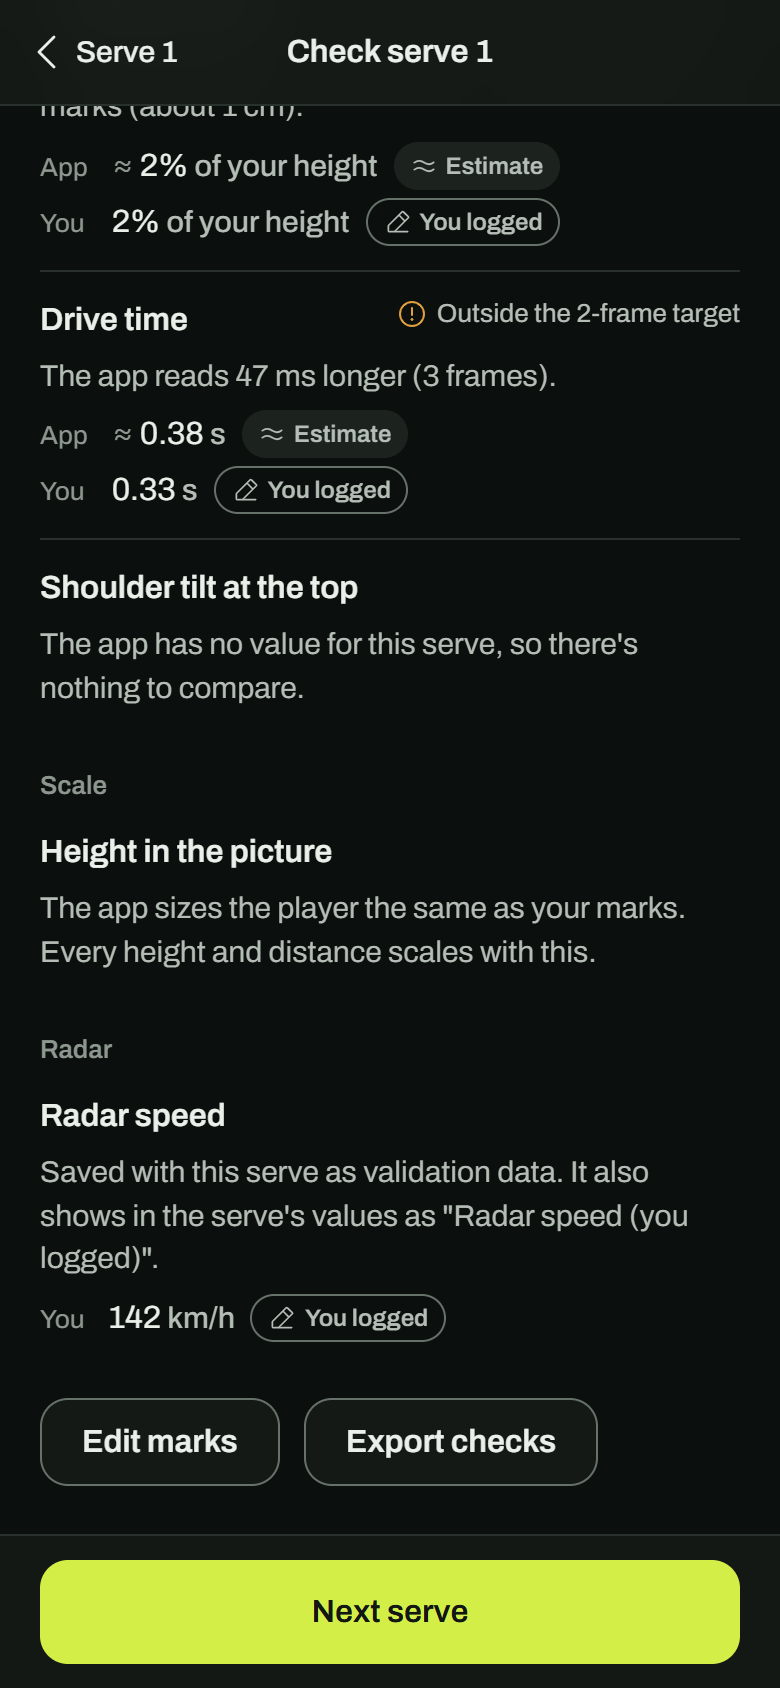 Serve 1
Check serve 1
marks (about 1 cm).
App ≈ 2% of your height Estimate
You 2% of your height You logged
Drive time
Outside the 2-frame target
The app reads 47 ms longer (3 frames).
App ≈ 0.38 s Estimate
You 0.33 s You logged
Shoulder tilt at the top
The app has no value for this serve, so there's
nothing to compare.
Scale
Height in the picture
The app sizes the player the same as your marks.
Every height and distance scales with this.
Radar
Radar speed
Saved with this serve as validation data. It also
shows in the serve's values as "Radar speed (you
logged)".
You 142 km/h You logged
Edit marks
Export checks
Next serve